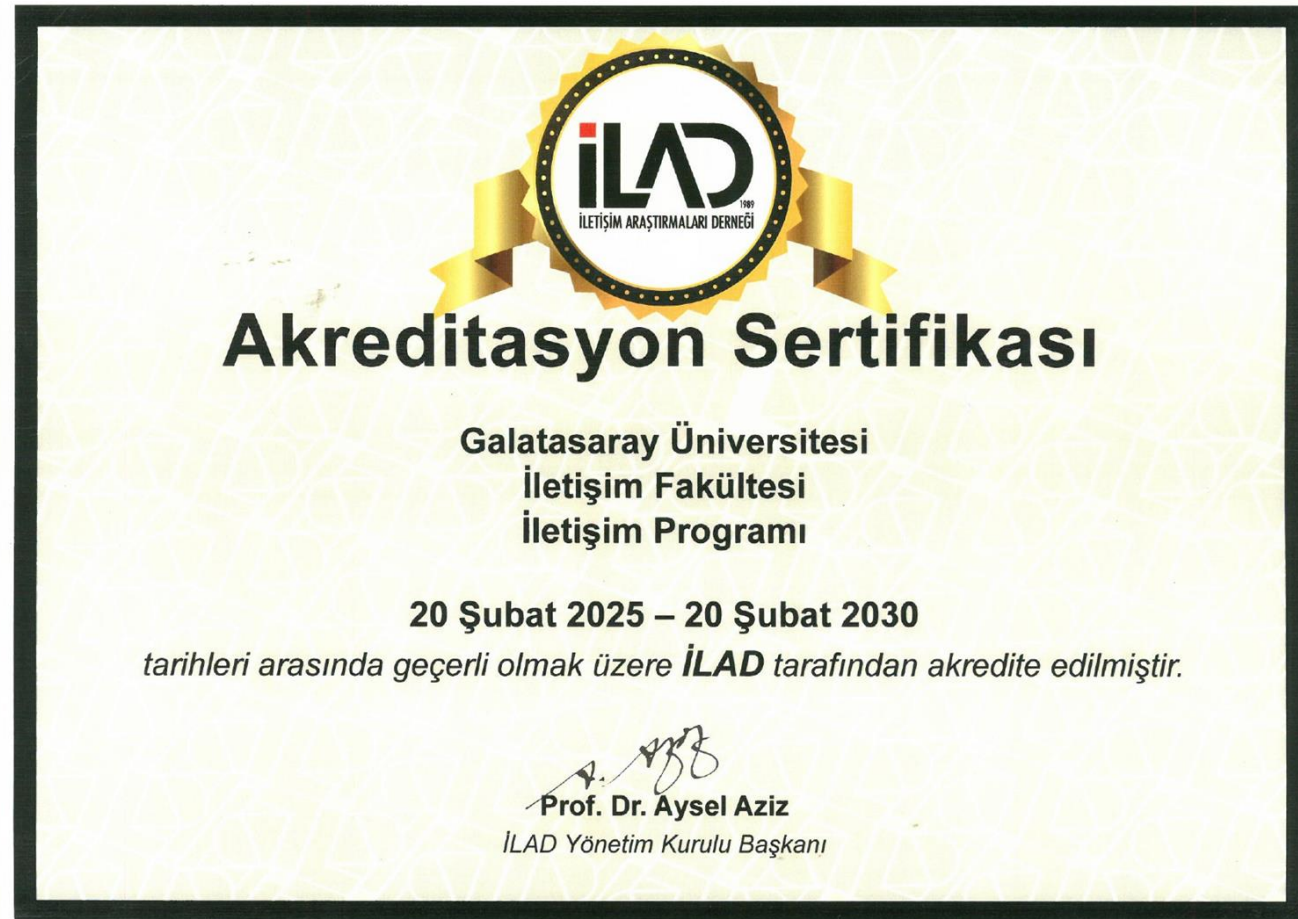 İLAD
1989
İLETİŞİM ARAŞTIRMALARI DERNEĞİ
Akreditasyon Sertifikası
Galatasaray Üniversitesi
İletişim Fakültesi
İletişim Programı
20 Şubat 2025 – 20 Şubat 2030
tarihleri arasında geçerli olmak üzere İLAD tarafından akredite edilmiştir.
A. Aziz
Prof. Dr. Aysel Aziz
İLAD Yönetim Kurulu Başkanı